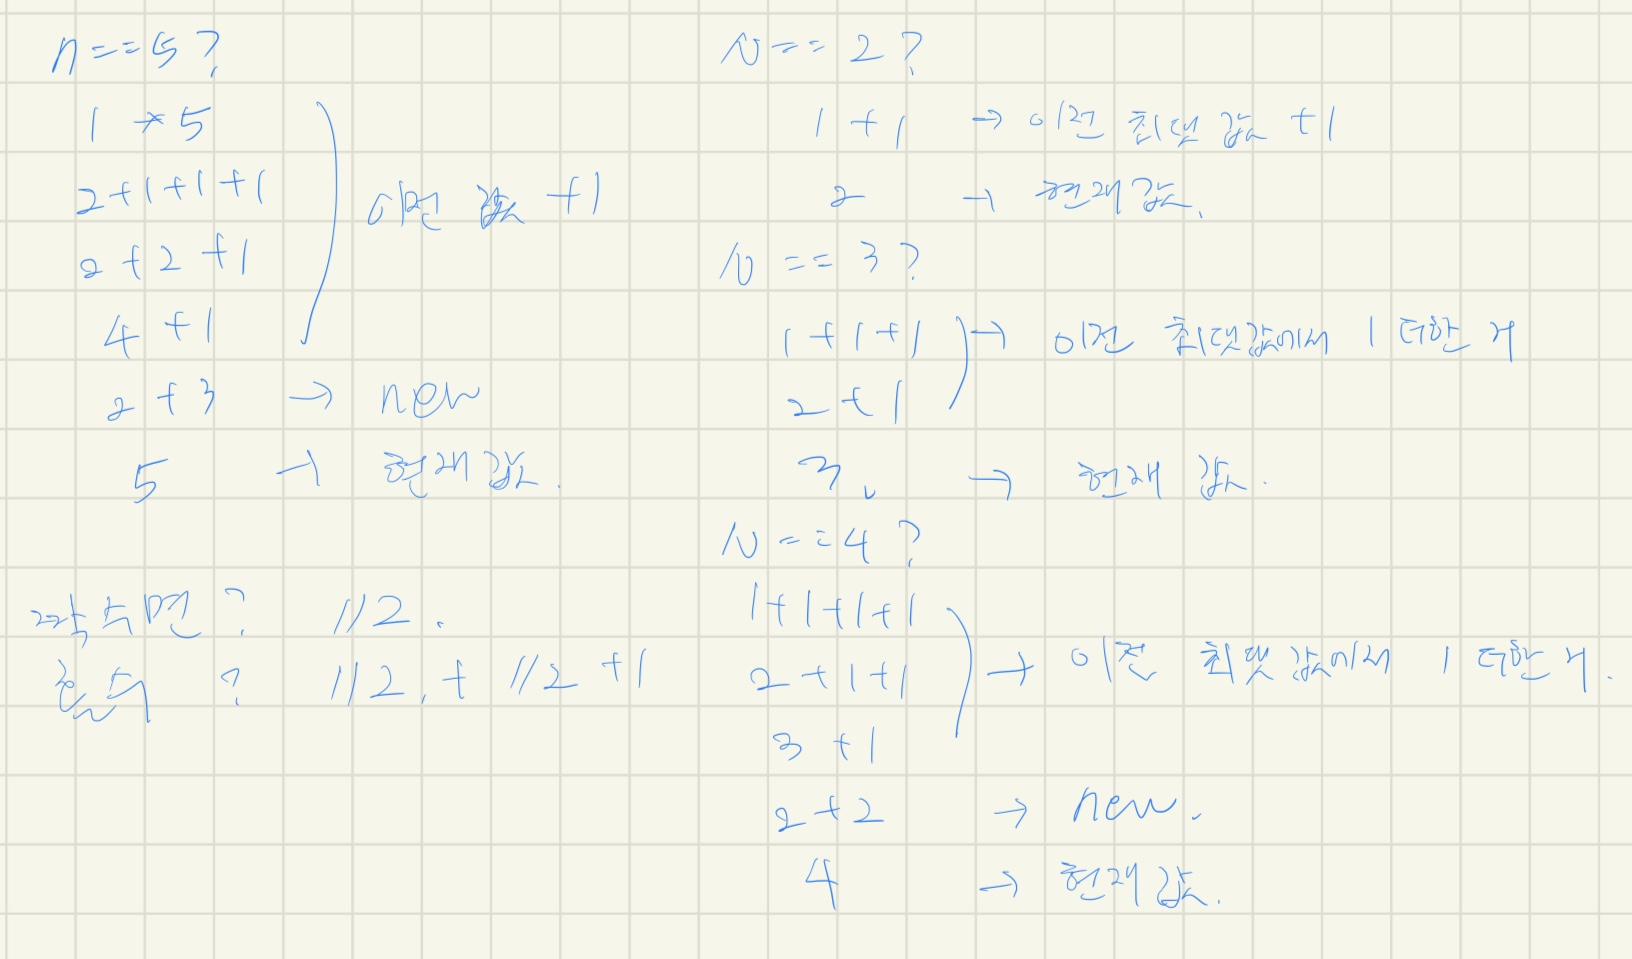 n==5?
1*5
2+1+1+1
2+2+1
4+1
이전 값 +1
2+3 → new
5 → 현재 값.
짝수면? //2.
홀수? //2, + //2 +1
N==2?
1+1 → 이전 최댓값 +1
2 → 현재 값.
N==3?
1+1+1
2+1
→ 이전 최댓값에서 1 더한 거
3. → 현재 값.
N==4?
1+1+1+1
2+1+1
3+1
→ 이전 최댓값에서 1 더한 거.
2+2 → new.
4 → 현재 값.